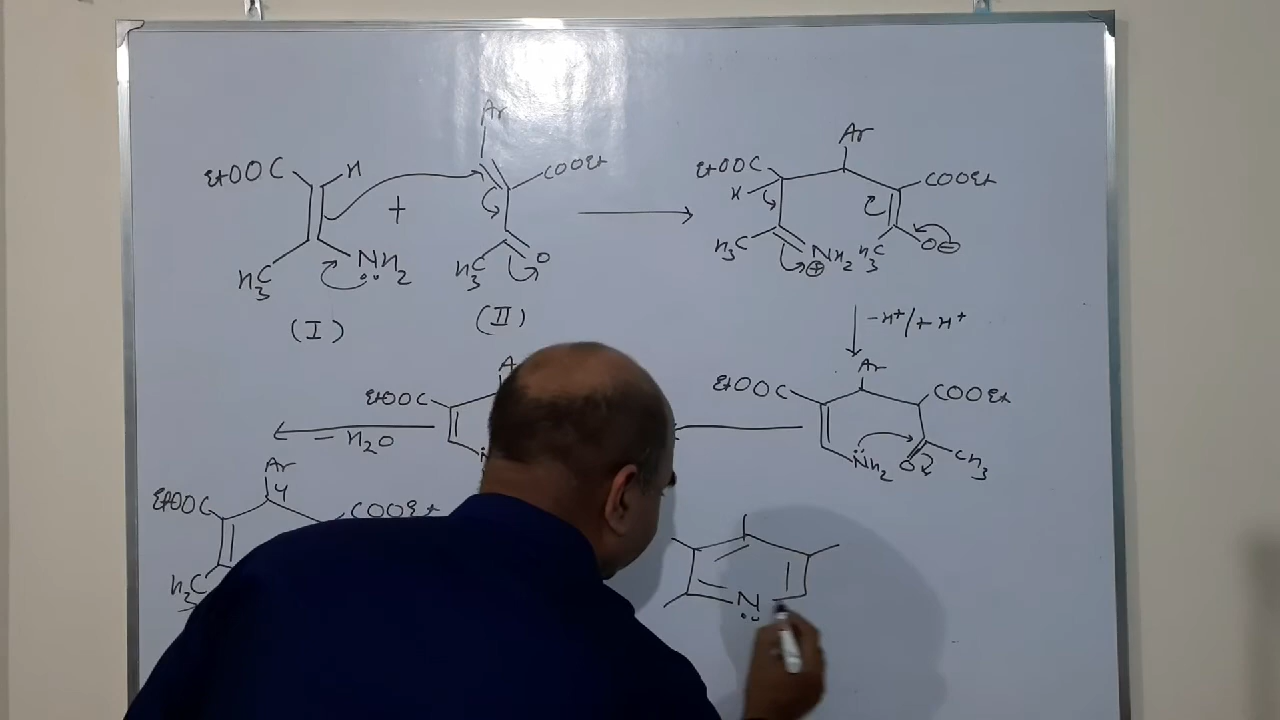 Ar
EtOOC H + COOEt
H3C NH2 H3C O
(I) (II)
Ar
EtOOC COOEt
H
H3C NH2 ⊕ H3C O⊖
-H+/+H+
Ar
EtOOC COOEt
NH2 O CH3
EtOOC
N
- H2O
Ar
4
EtOOC COOEt
H3C
N